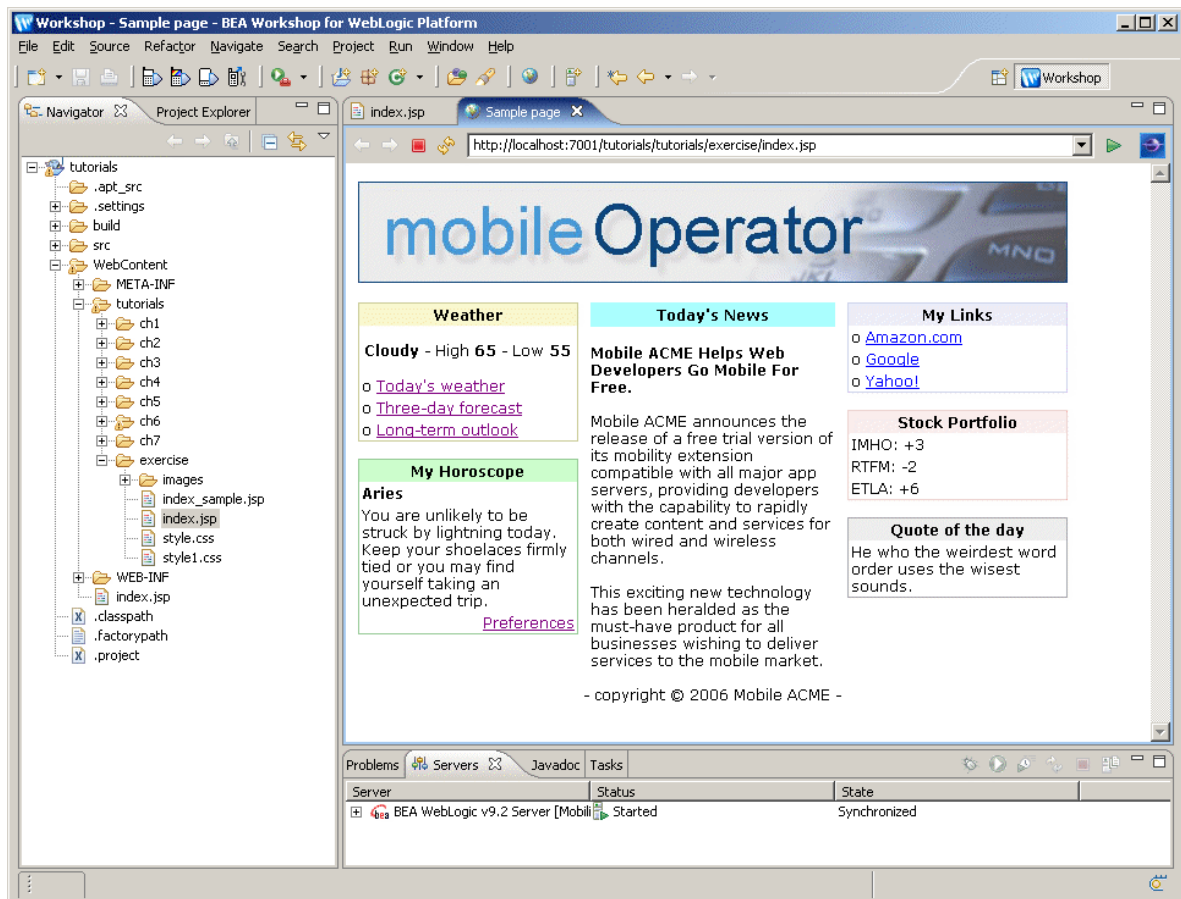 Workshop - Sample page - BEA Workshop for WebLogic Platform
File Edit Source Refactor Navigate Search Project Run Window Help
Workshop
Navigator Project Explorer
index.jsp Sample page
http://localhost:7001/tutorials/tutorials/exercise/index.jsp
tutorials
.apt_src
.settings
build
src
WebContent
META-INF
tutorials
ch1
ch2
ch3
ch4
ch5
ch6
ch7
exercise
images
index_sample.jsp
index.jsp
style.css
style1.css
WEB-INF
index.jsp
.classpath
.factorypath
.project
mobile Operator
MNO
JKL
Weather
Cloudy - High 65 - Low 55
o Today's weather
o Three-day forecast
o Long-term outlook
My Horoscope
Aries
You are unlikely to be
struck by lightning today.
Keep your shoelaces firmly
tied or you may find
yourself taking an
unexpected trip.
Preferences
Today's News
Mobile ACME Helps Web
Developers Go Mobile For
Free.
Mobile ACME announces the
release of a free trial version of
its mobility extension
compatible with all major app
servers, providing developers
with the capability to rapidly
create content and services for
both wired and wireless
channels.
This exciting new technology
has been heralded as the
must-have product for all
businesses wishing to deliver
services to the mobile market.
My Links
o Amazon.com
o Google
o Yahoo!
Stock Portfolio
IMHO: +3
RTFM: -2
ETLA: +6
Quote of the day
He who the weirdest word
order uses the wisest
sounds.
- copyright © 2006 Mobile ACME -
Problems Servers Javadoc Tasks
Server Status State
bea BEA WebLogic v9.2 Server [Mobili Started Synchronized